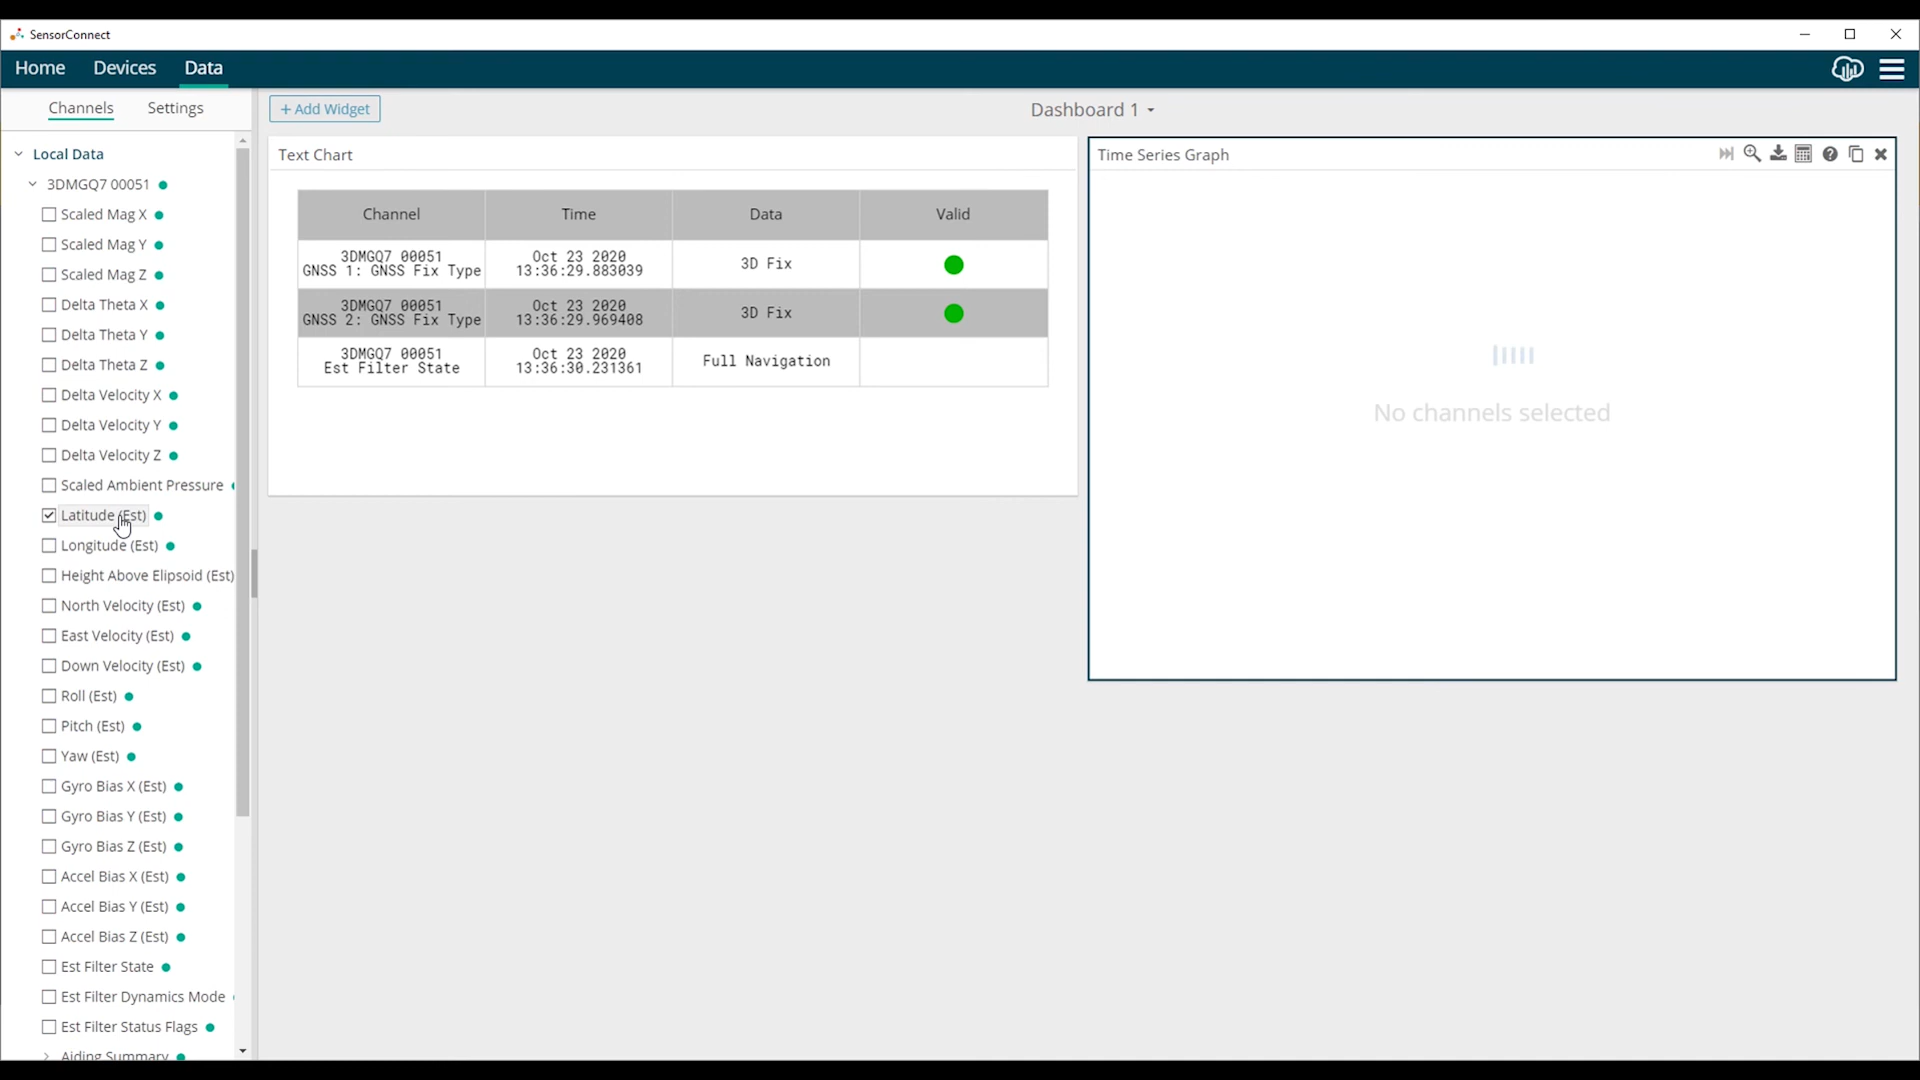 SensorConnect
Home Devices Data
Channels Settings
+ Add Widget
Dashboard 1
Local Data
3DMGQ7 00051
Scaled Mag X
Scaled Mag Y
Scaled Mag Z
Delta Theta X
Delta Theta Y
Delta Theta Z
Delta Velocity X
Delta Velocity Y
Delta Velocity Z
Scaled Ambient Pressure
Latitude (Est)
Longitude (Est)
Height Above Elipsoid (Est)
North Velocity (Est)
East Velocity (Est)
Down Velocity (Est)
Roll (Est)
Pitch (Est)
Yaw (Est)
Gyro Bias X (Est)
Gyro Bias Y (Est)
Gyro Bias Z (Est)
Accel Bias X (Est)
Accel Bias Y (Est)
Accel Bias Z (Est)
Est Filter State
Est Filter Dynamics Mode
Est Filter Status Flags
Aiding Summary
Text Chart
Channel Time Data Valid
3DMGQ7 00051 Oct 23 2020
GNSS 1: GNSS Fix Type 13:36:29.883039 3D Fix
3DMGQ7 00051 Oct 23 2020
GNSS 2: GNSS Fix Type 13:36:29.969408 3D Fix
3DMGQ7 00051 Oct 23 2020
Est Filter State 13:36:30.231361 Full Navigation
Time Series Graph
No channels selected